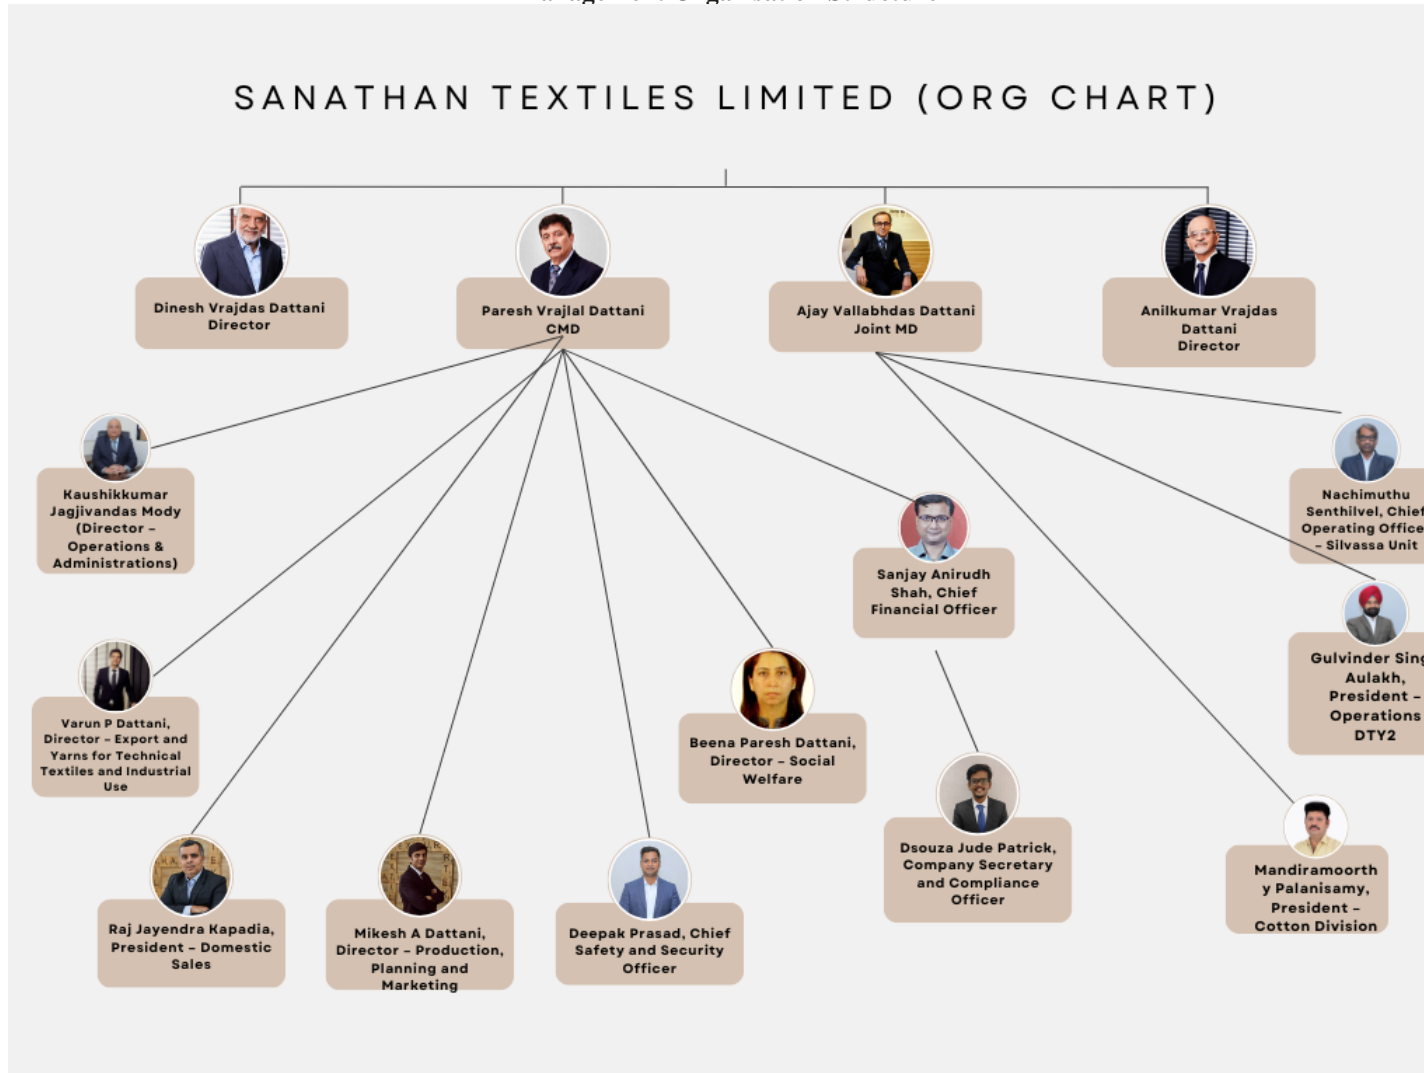 SANATHAN TEXTILES LIMITED (ORG CHART)
Dinesh Vrajdas Dattani
Director
Paresh Vrajlal Dattani
CMD
Ajay Vallabhdas Dattani
Joint MD
Anilkumar Vrajdas
Dattani
Director
Kaushikkumar
Jagjivandas Mody
(Director –
Operations &
Administrations)
Nachimuthu
Senthilvel, Chief
Operating Office
– Silvassa Unit
Sanjay Anirudh
Shah, Chief
Financial Officer
Gulvinder Sing
Aulakh,
President –
Operations
DTY2
Varun P Dattani,
Director – Export and
Yarns for Technical
Textiles and Industrial
Use
Beena Paresh Dattani,
Director – Social
Welfare
Dsouza Jude Patrick,
Company Secretary
and Compliance
Officer
Mandiramoorth
y Palanisamy,
President –
Cotton Division
Raj Jayendra Kapadia,
President – Domestic
Sales
Mikesh A Dattani,
Director – Production,
Planning and
Marketing
Deepak Prasad, Chief
Safety and Security
Officer